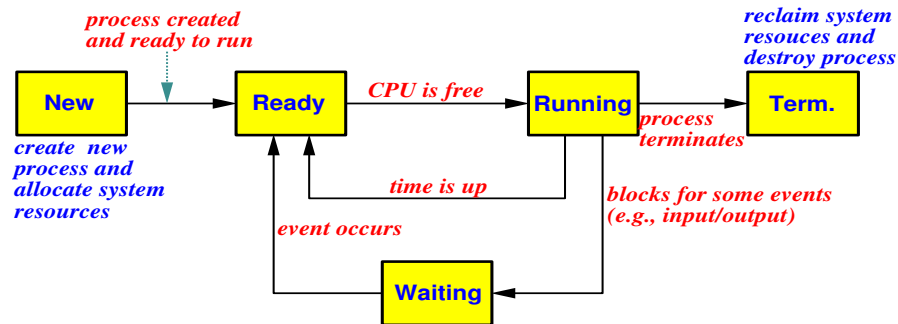 process created
and ready to run
reclaim system
resouces and
destroy process
New
Ready
CPU is free
Running
Term.
process
terminates
create new
process and
allocate system
resources
time is up
blocks for some events
(e.g., input/output)
event occurs
Waiting